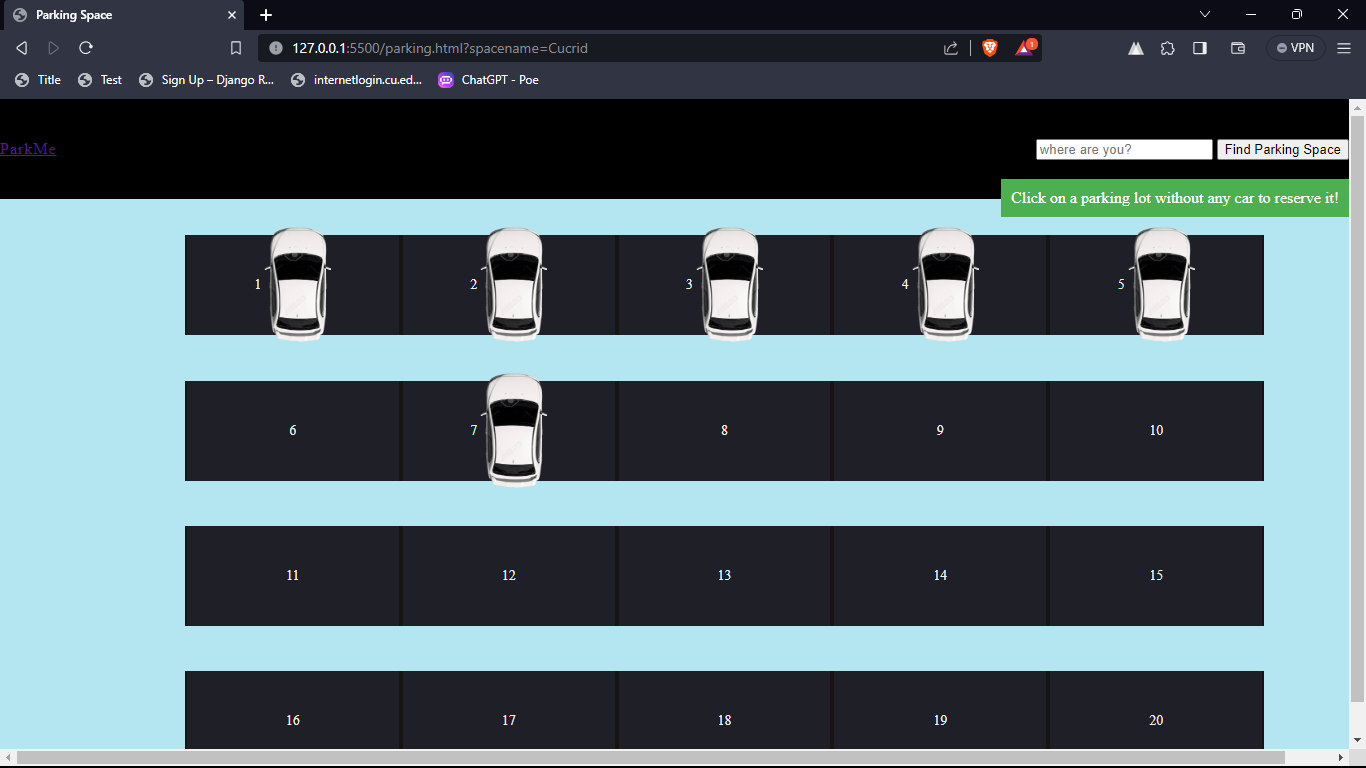 Parking Space
127.0.0.1:5500/parking.html?spacename=Cucrid
1
VPN
Title
Test
Sign Up – Django R...
internetlogin.cu.ed...
ChatGPT - Poe
ParkMe
where are you?
Find Parking Space
Click on a parking lot without any car to reserve it!
1 2 3 4 5
6 7 8 9 10
11 12 13 14 15
16 17 18 19 20